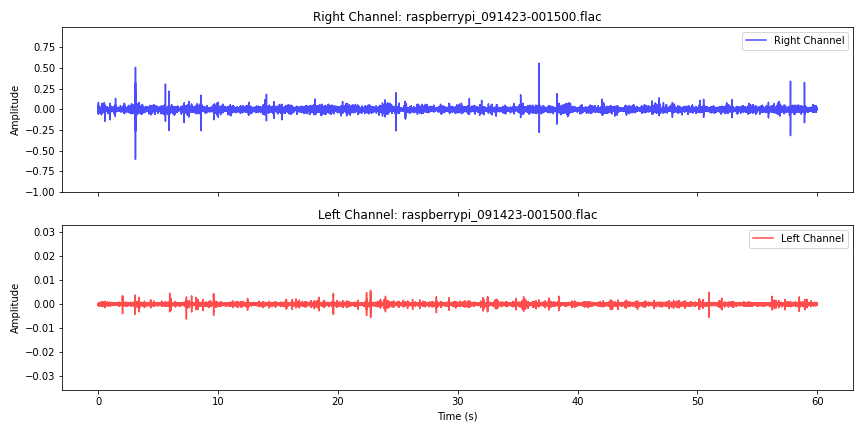 Right Channel: raspberrypi_091423-001500.flac
Right Channel
Amplitude
0.75
0.50
0.25
0.00
−0.25
−0.50
−0.75
−1.00
Left Channel: raspberrypi_091423-001500.flac
Left Channel
Amplitude
0.03
0.02
0.01
0.00
−0.01
−0.02
−0.03
0 10 20 30 40 50 60
Time (s)